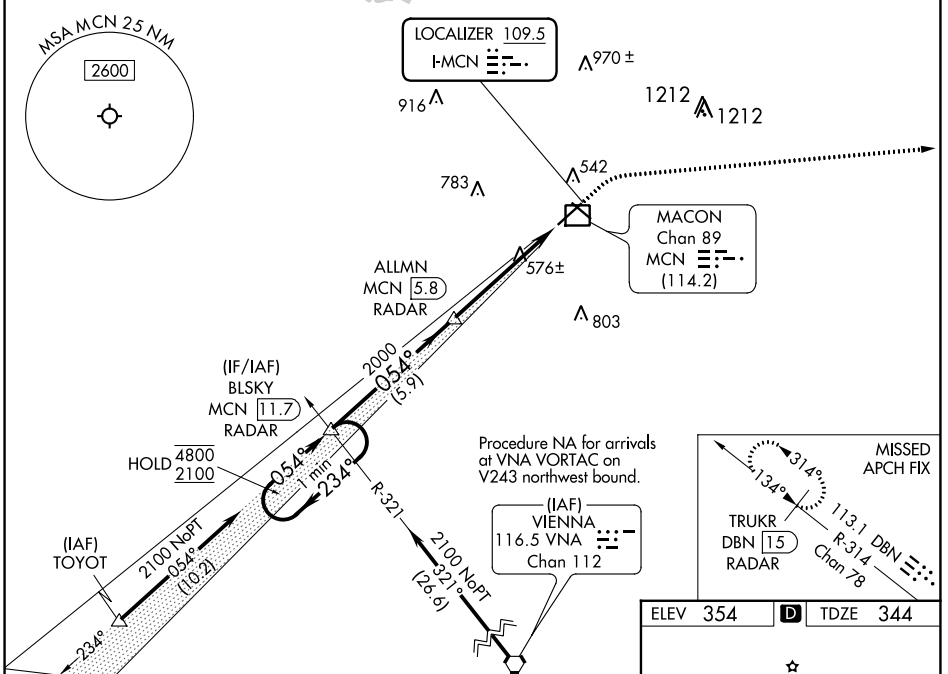 MSA MCN 25 NM
2600
LOCALIZER 109.5
I-MCN
970 ±
916
1212
1212
542
783
MACON
Chan 89
MCN
(114.2)
576±
ALLMN
MCN 5.8
RADAR
803
2000
054°
(5.9)
(IF/IAF)
BLSKY
MCN 11.7
RADAR
HOLD 4800
2100
054°
1 min
234°
R-321
Procedure NA for arrivals
at VNA VORTAC on
V243 northwest bound.
(IAF)
VIENNA
116.5 VNA
Chan 112
2100 NoPT
321°
(26.6)
(IAF)
TOYOT
2100 NoPT
054°
(10.2)
234°
MISSED
APCH FIX
314°
134°
TRUKR
DBN 15
RADAR
113.1 DBN
R-314
Chan 78
ELEV 354 D TDZE 344